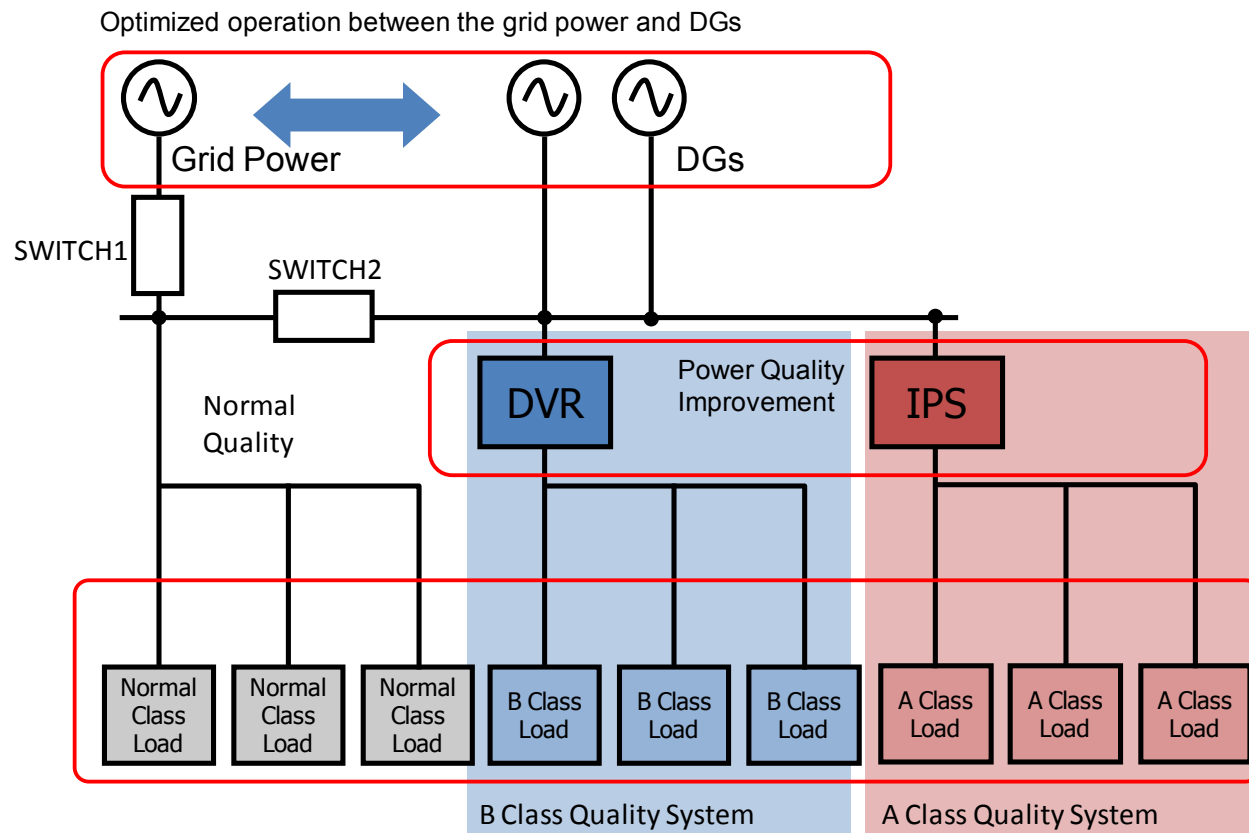 Optimized operation between the grid power and DGs
Grid Power
DGs
SWITCH1
SWITCH2
Normal
Quality
DVR
Power Quality
Improvement
IPS
Normal
Class
Load
Normal
Class
Load
Normal
Class
Load
B Class
Load
B Class
Load
B Class
Load
A Class
Load
A Class
Load
A Class
Load
B Class Quality System
A Class Quality System